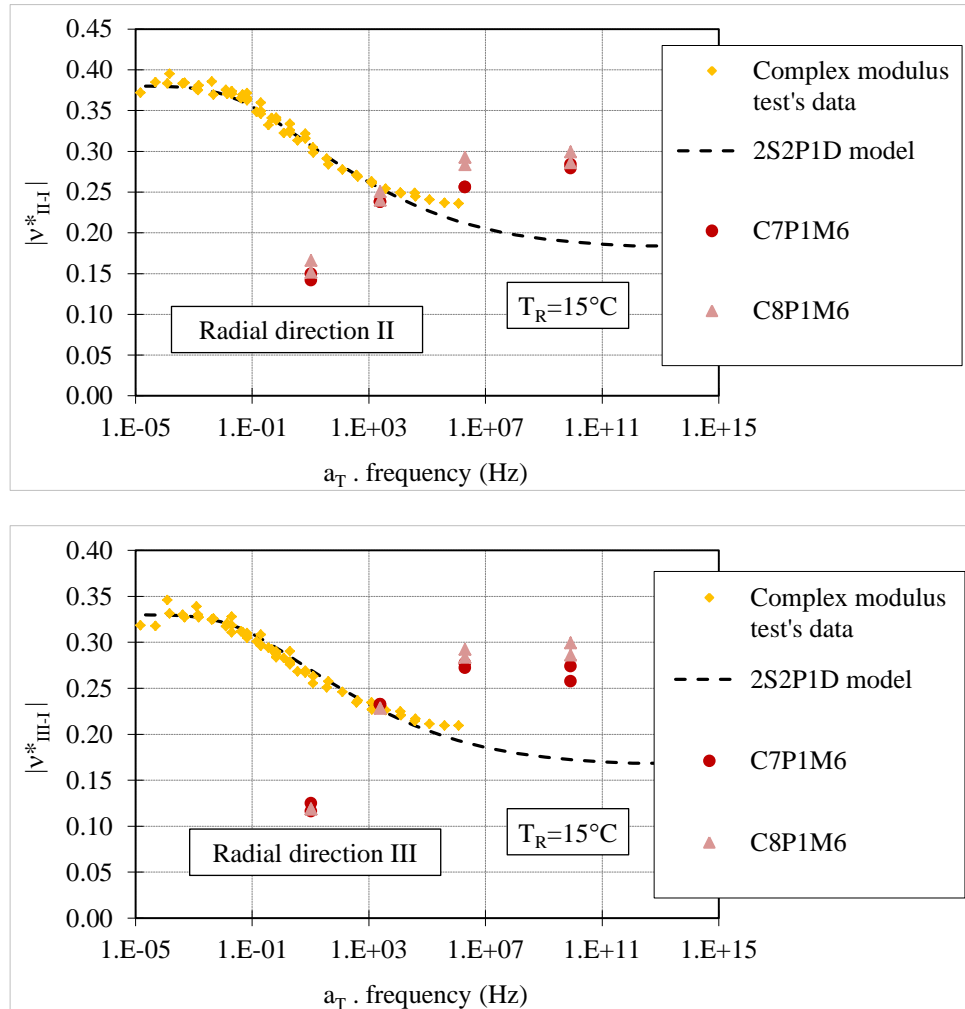 0.45
0.40
0.35
0.30
0.25
0.20
0.15
0.10
0.05
0.00
|ν*II-I|
1.E-05 1.E-01 1.E+03 1.E+07 1.E+11 1.E+15
aT . frequency (Hz)
Radial direction II
TR=15°C
Complex modulus
test's data
2S2P1D model
C7P1M6
C8P1M6
0.40
0.35
0.30
0.25
0.20
0.15
0.10
0.05
0.00
|ν*III-I|
1.E-05 1.E-01 1.E+03 1.E+07 1.E+11 1.E+15
aT . frequency (Hz)
Radial direction III
TR=15°C
Complex modulus
test's data
2S2P1D model
C7P1M6
C8P1M6